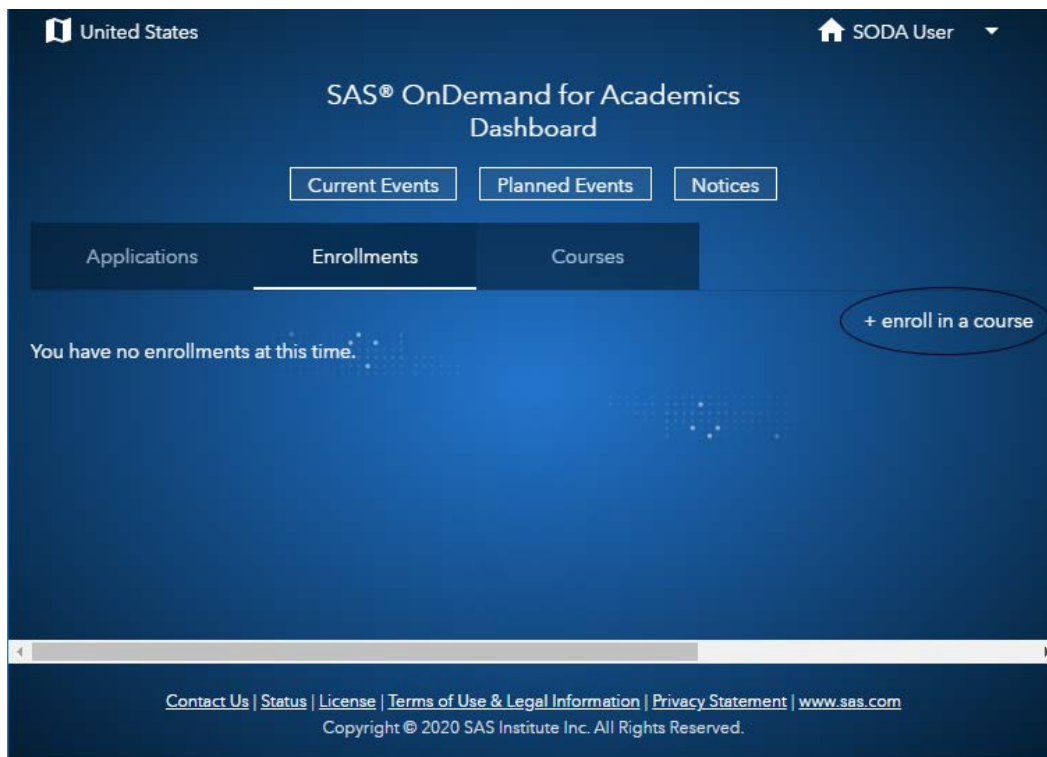 United States
SODA User
SAS® OnDemand for Academics
Dashboard
Current Events
Planned Events
Notices
Applications
Enrollments
Courses
+ enroll in a course
You have no enrollments at this time.
Contact Us | Status | License | Terms of Use & Legal Information | Privacy Statement | www.sas.com
Copyright © 2020 SAS Institute Inc. All Rights Reserved.